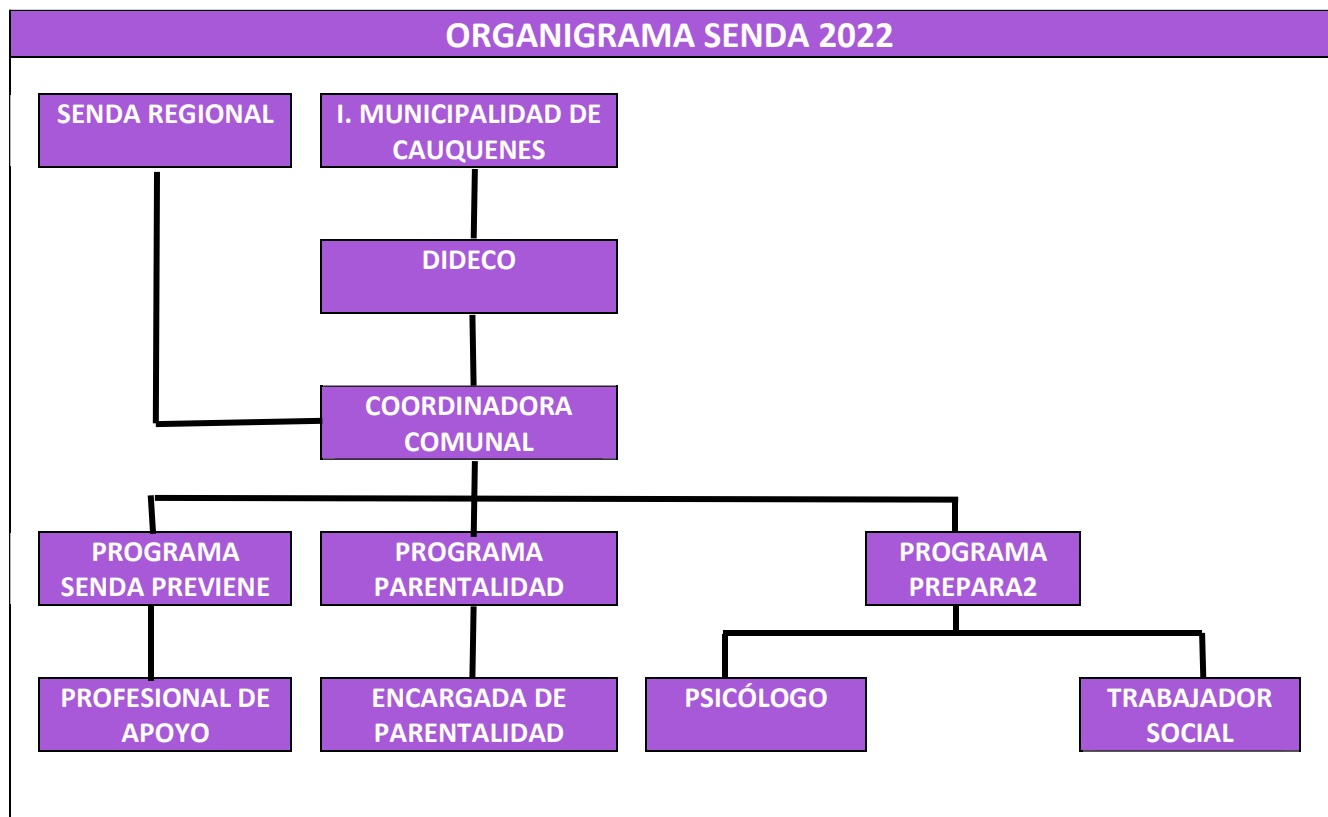 ORGANIGRAMA SENDA 2022
SENDA REGIONAL
I. MUNICIPALIDAD DE
CAUQUENES
DIDECO
COORDINADORA
COMUNAL
PROGRAMA
SENDA PREVIENE
PROGRAMA
PARENTALIDAD
PROGRAMA
PREPARA2
PROFESIONAL DE
APOYO
ENCARGADA DE
PARENTALIDAD
PSICÓLOGO
TRABAJADOR
SOCIAL